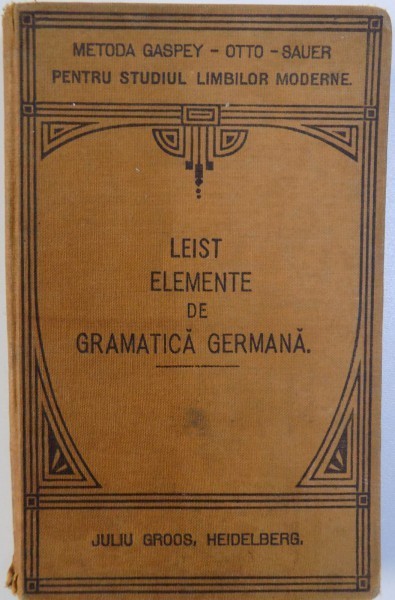 METODA GASPEY - OTTO - SAUER
PENTRU STUDIUL LIMBILOR MODERNE.
LEIST
ELEMENTE
DE
GRAMATICĂ GERMANĂ.
JULIU GROOS, HEIDELBERG.